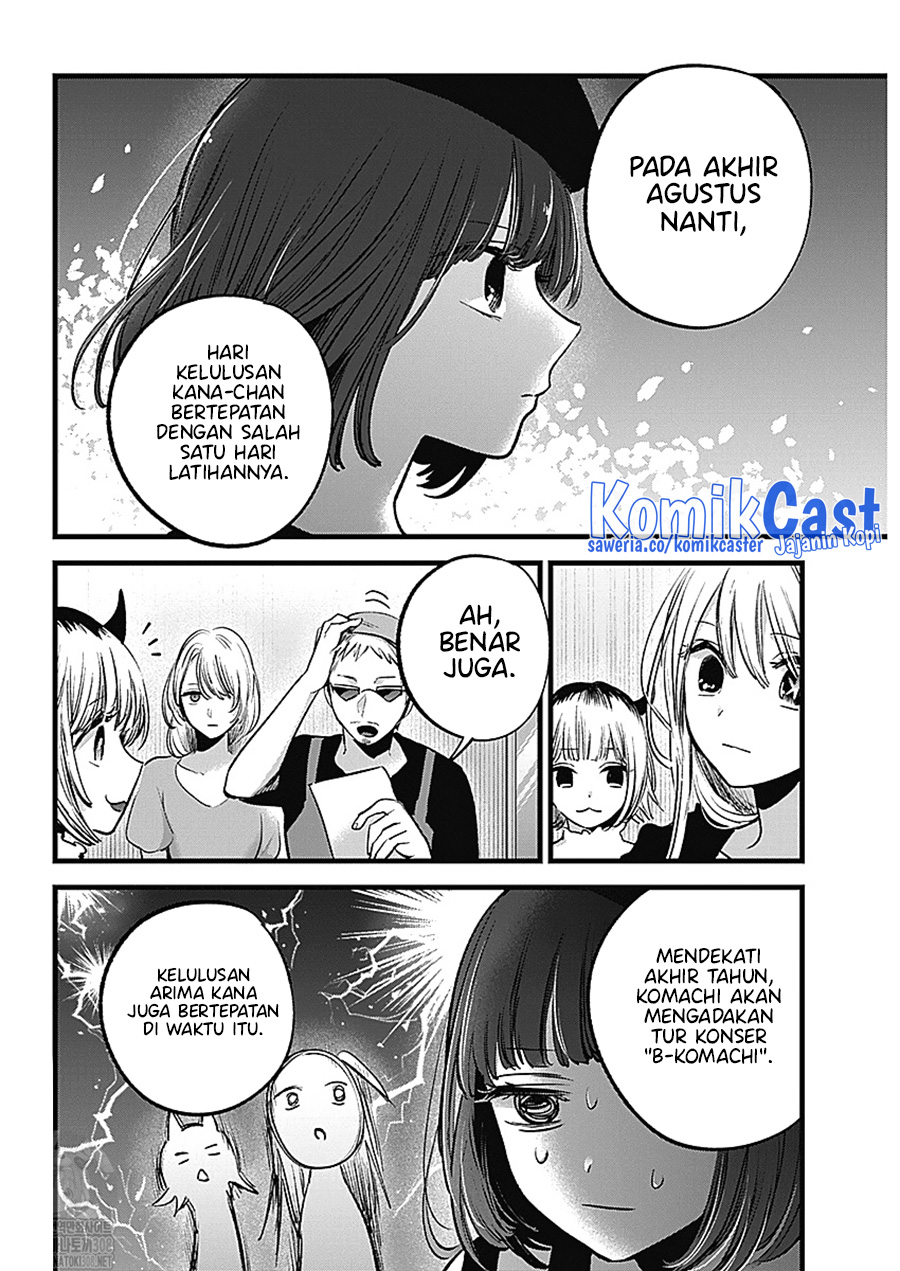 PADA AKHIR
AGUSTUS
NANTI,
HARI
KELULUSAN
KANA-CHAN
BERTEPATAN
DENGAN SALAH
SATU HARI
LATIHANNYA.
KomikCast
saweria.co/komikcaster Jajanin Kopi
AH,
BENAR
JUGA.
MENDEKATI
AKHIR TAHUN,
KOMACHI AKAN
MENGADAKAN
TUR KONSER
"B-KOMACHI".
KELULUSAN
ARIMA KANA
JUGA BERTEPATAN
DI WAKTU ITU.